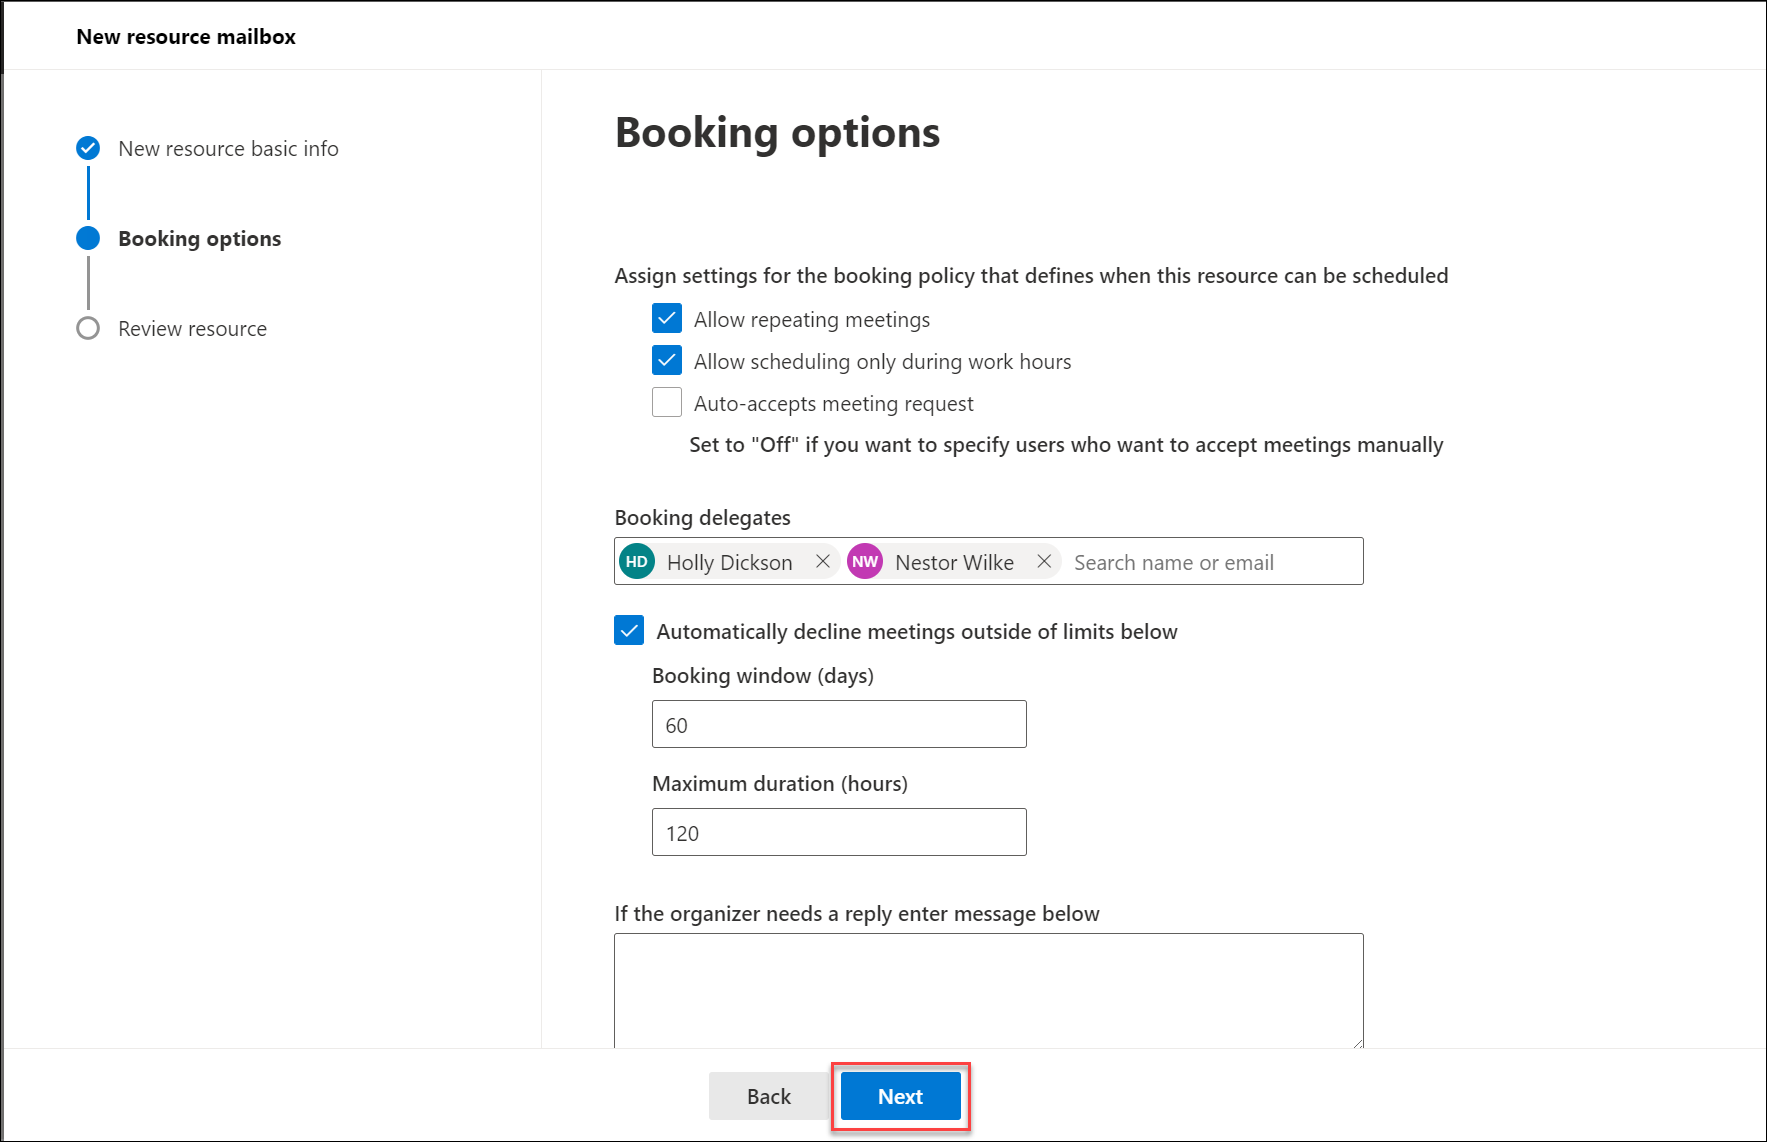 New resource mailbox
New resource basic info
Booking options
Review resource
Booking options
Assign settings for the booking policy that defines when this resource can be scheduled
Allow repeating meetings
Allow scheduling only during work hours
Auto-accepts meeting request
Set to "Off" if you want to specify users who want to accept meetings manually
Booking delegates
HD Holly Dickson NW Nestor Wilke Search name or email
Automatically decline meetings outside of limits below
Booking window (days)
60
Maximum duration (hours)
120
If the organizer needs a reply enter message below
Back Next